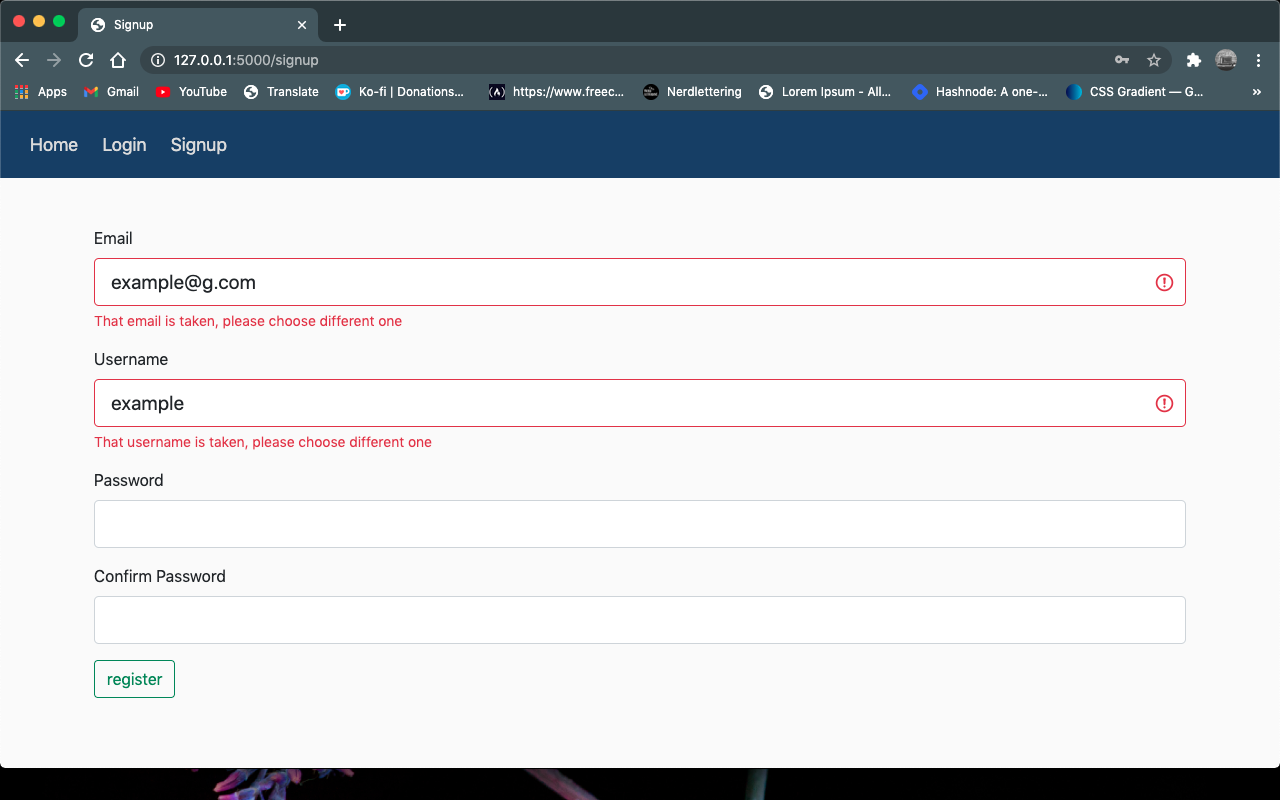 Signup
127.0.0.1:5000/signup
Apps Gmail YouTube Translate Ko-fi | Donations... https://www.freec... Nerdlettering Lorem Ipsum - All... Hashnode: A one-... CSS Gradient — G... »
Home Login Signup
Email
example@g.com
That email is taken, please choose different one
Username
example
That username is taken, please choose different one
Password
Confirm Password
register